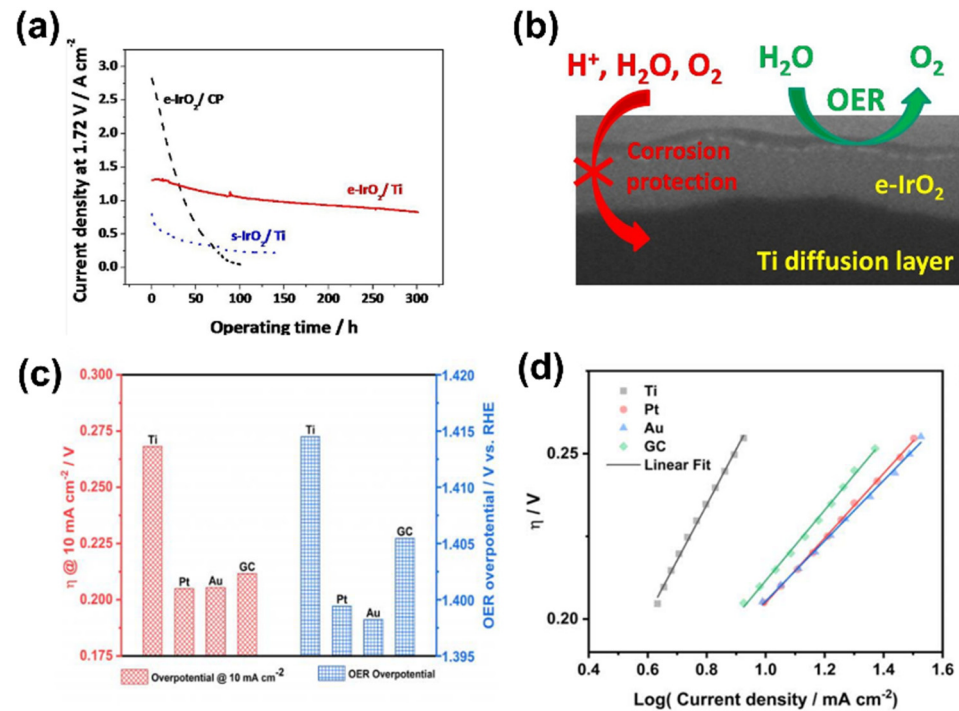 (a)
Current density at 1.72 V / A cm-2
3.0
2.5
2.0
1.5
1.0
0.5
0.0
e-IrO2/ CP
e-IrO2/ Ti
s-IrO2/ Ti
0 50 100 150 200 250 300
Operating time / h
(b)
H+, H2O, O2
H2O
O2
OER
Corrosion
protection
e-IrO2
Ti diffusion layer
(c)
η @ 10 mA cm-2 / V
0.300
0.275
0.250
0.225
0.200
0.175
Ti
Pt
Au
GC
Ti
Pt
Au
GC
1.420
1.415
1.410
1.405
1.400
1.395
OER overpotential / V vs. RHE
Overpotential @ 10 mA cm-2
OER Overpotential
(d)
η / V
0.25
0.20
Ti
Pt
Au
GC
Linear Fit
0.4 0.6 0.8 1.0 1.2 1.4 1.6
Log( Current density / mA cm-2)